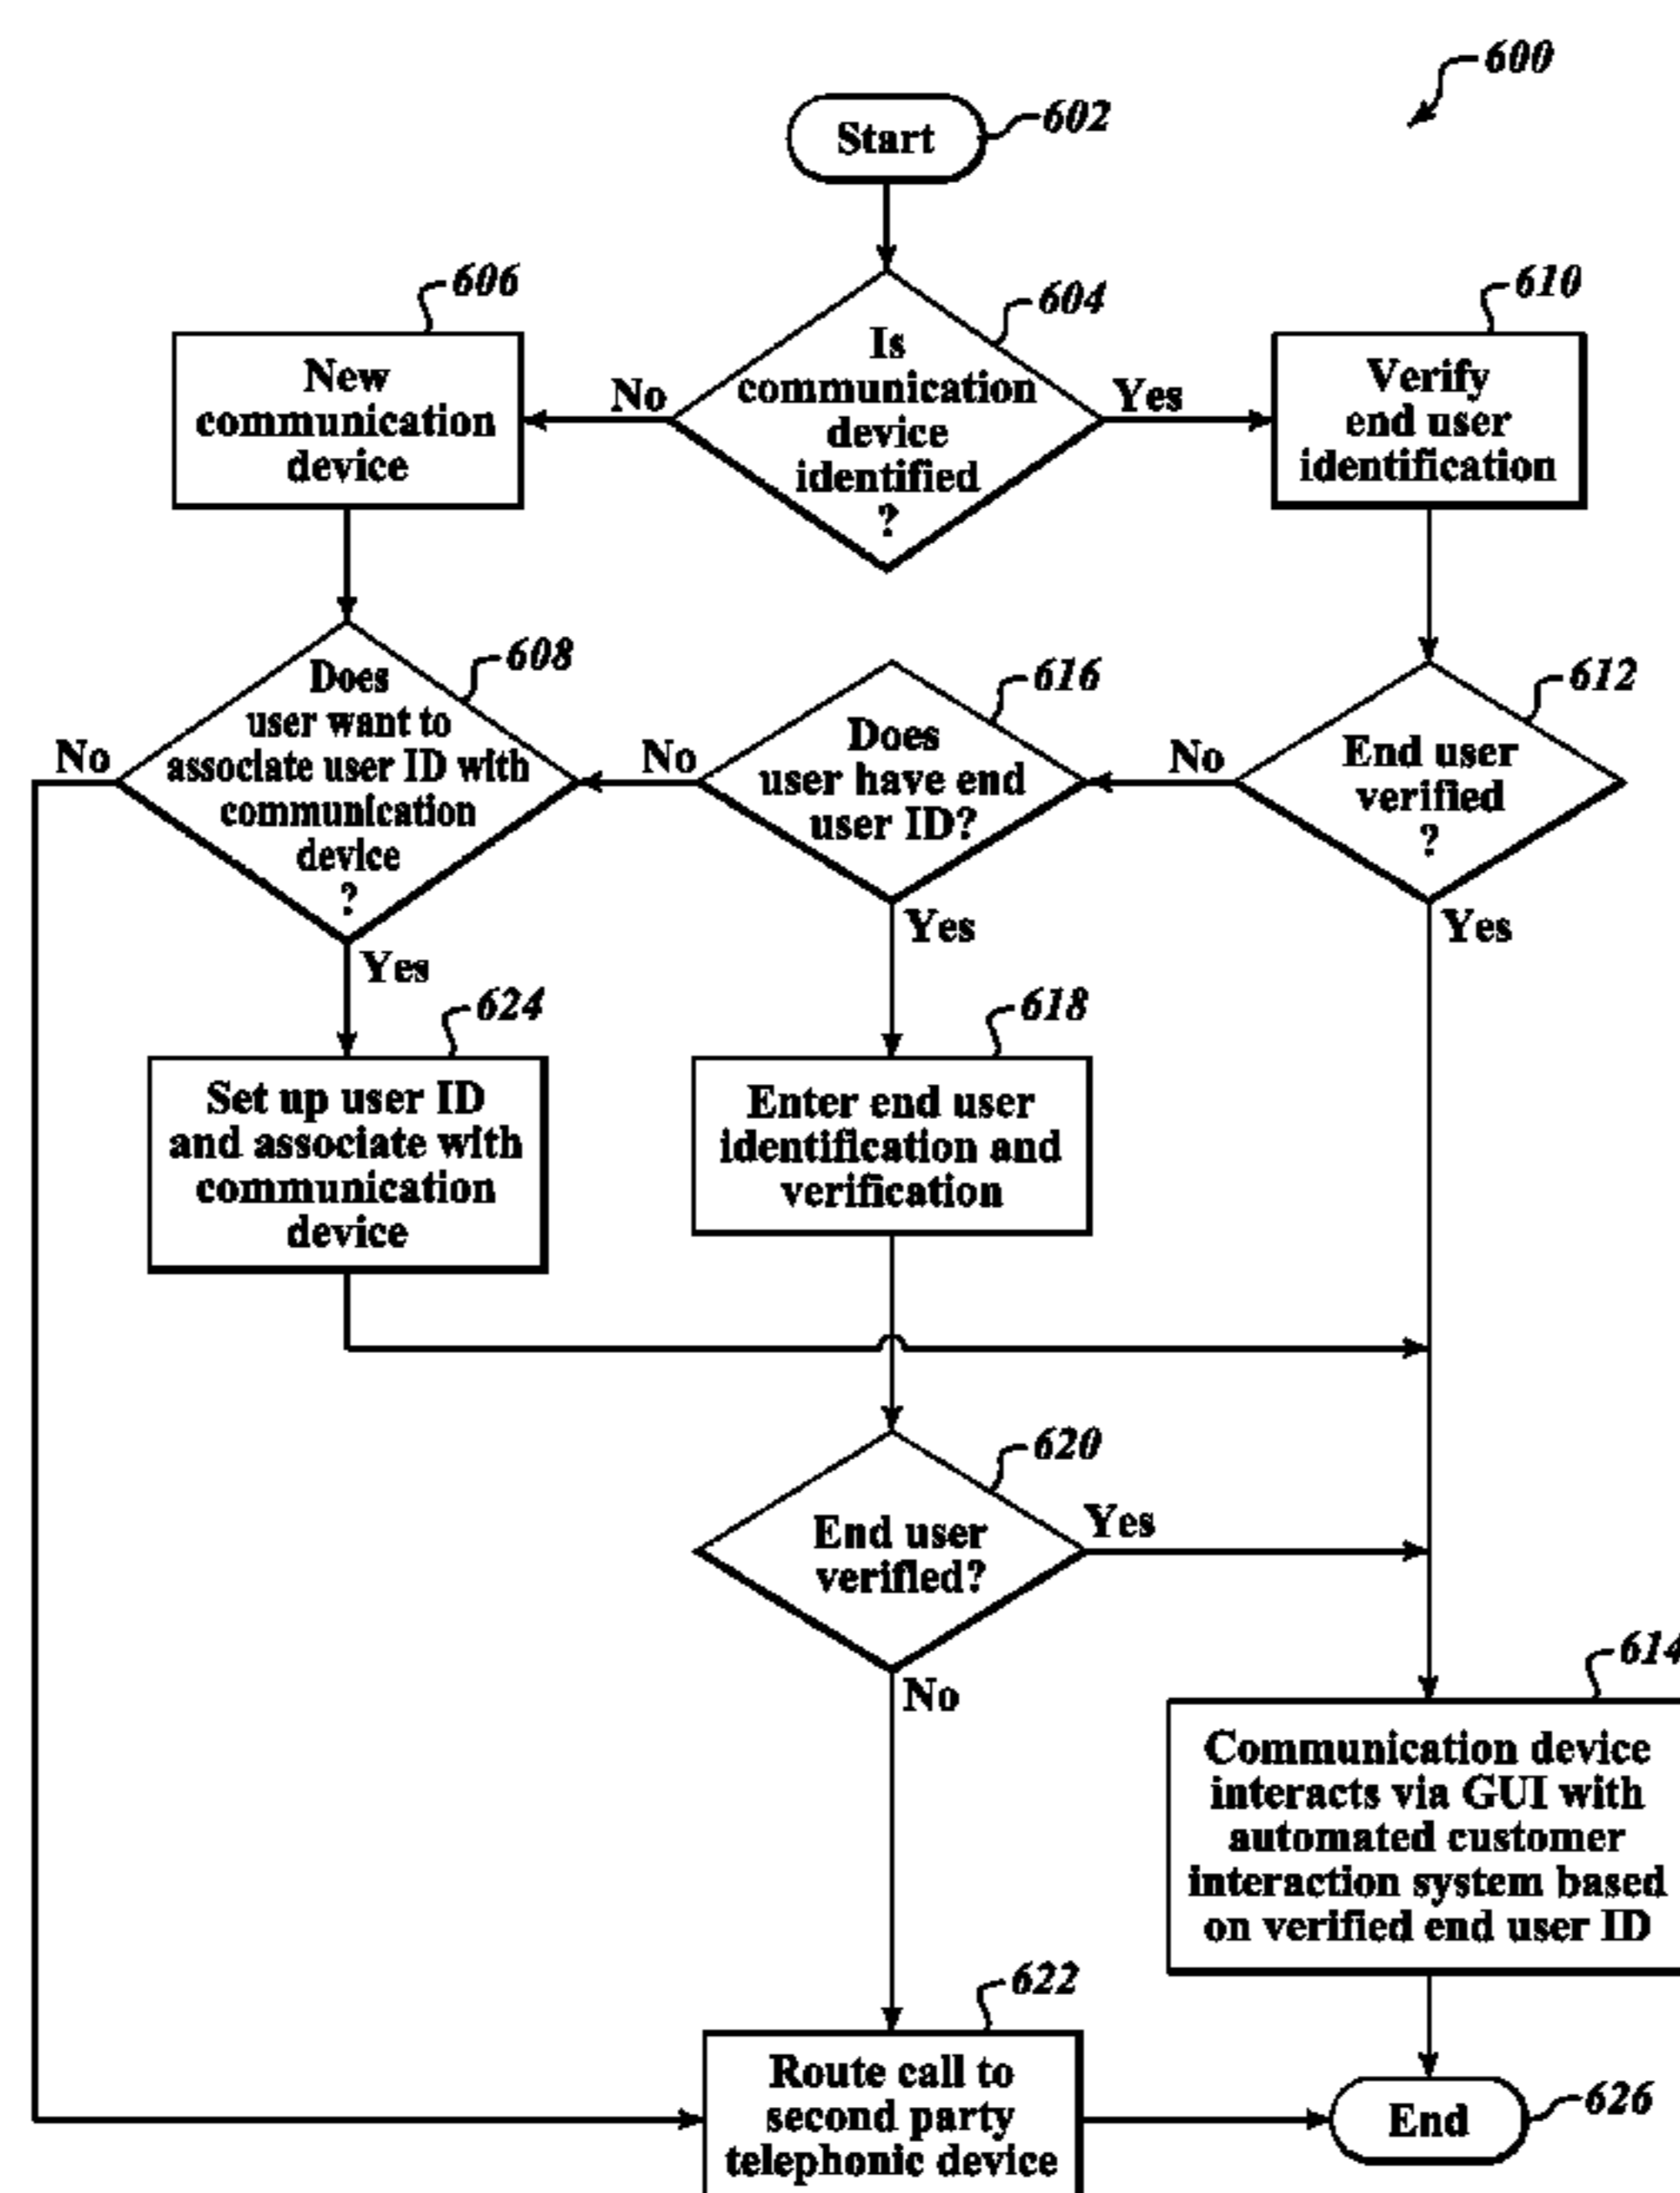 600
Start
602
606
604
610
New
communication
device
No
Is
communication
device
identified
?
Yes
Verify
end user
identification
608
616
612
No
Does
user want to
associate user ID with
communication
device
?
No
Does
user have end
user ID?
No
End user
verified
?
Yes
Yes
Yes
624
618
Set up user ID
and associate with
communication
device
Enter end user
identification and
verification
620
End user
verified?
Yes
No
614
Communication device
interacts via GUI with
automated customer
interaction system based
on verified end user ID
622
Route call to
second party
telephonic device
End
626